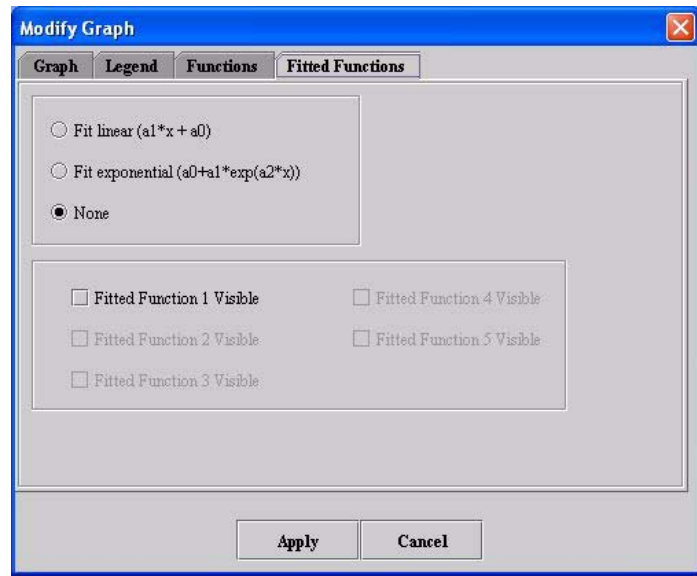 Modify Graph
Graph Legend Functions Fitted Functions
Fit linear (a1*x + a0)
Fit exponential (a0+a1*exp(a2*x))
None
Fitted Function 1 Visible Fitted Function 4 Visible
Fitted Function 2 Visible Fitted Function 5 Visible
Fitted Function 3 Visible
Apply Cancel